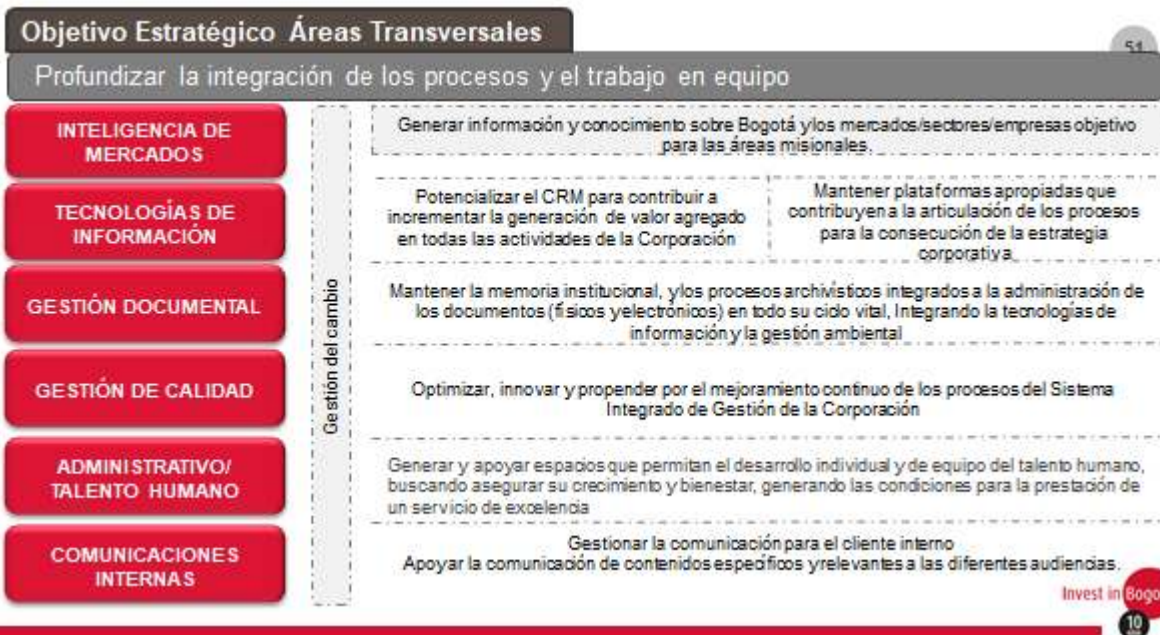 Objetivo Estratégico Áreas Transversales
51
Profundizar la integración de los procesos y el trabajo en equipo
INTELIGENCIA DE
MERCADOS
Generar información y conocimiento sobre Bogotá ylos mercados/sectores/empresas objetivo
para las áreas misionales.
TECNOLOGÍAS DE
INFORMACIÓN
Potencializar el CRM para contribuir a
incrementar la generación de valor agregado
en todas las actividades de la Corporación
Mantener plataformas apropiadas que
contribuyen a la articulación de los procesos
para la consecución de la estrategia
corporativa
Gestión del cambio
GESTIÓN DOCUMENTAL
Mantener la memoria institucional, ylos procesos archivísticos integrados a la administración de
los documentos (físicos yelectrónicos) en todo su ciclo vital, Integrando la tecnologías de
información y la gestión ambiental
GESTIÓN DE CALIDAD
Optimizar, innovar y propender por el mejoramiento continuo de los procesos del Sistema
Integrado de Gestión de la Corporación
ADMINISTRATIVO/
TALENTO HUMANO
Generar y apoyar espacios que permitan el desarrollo individual y de equipo del talento humano,
buscando asegurar su crecimiento y bienestar, generando las condiciones para la prestación de
un servicio de excelencia
COMUNICACIONES
INTERNAS
Gestionar la comunicación para el cliente interno
Apoyar la comunicación de contenidos específicos yrelevantes a las diferentes audiencias.
Invest in Bogo
10